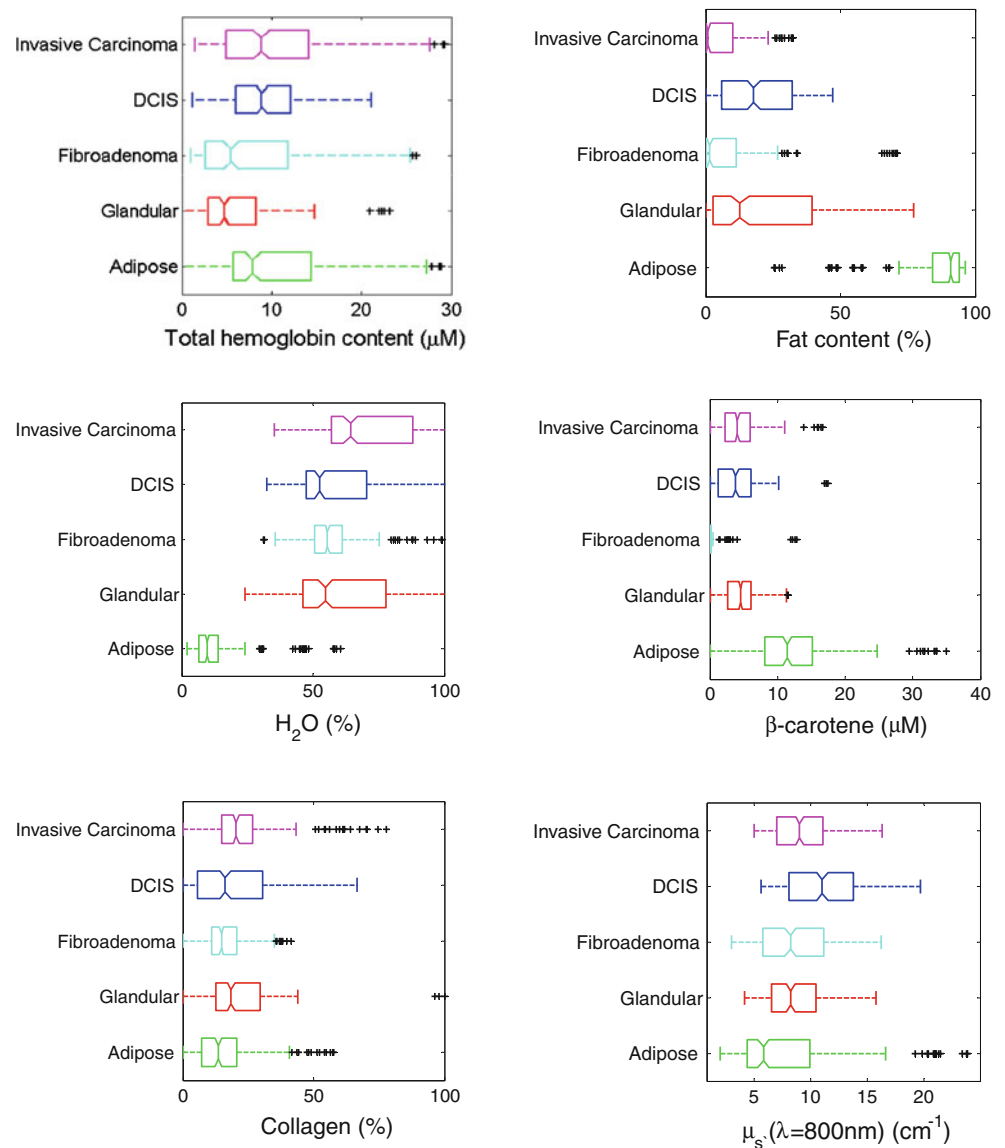 Invasive Carcinoma
DCIS
Fibroadenoma
Glandular
Adipose
0 10 20 30
Total hemoglobin content (μM)
Invasive Carcinoma
DCIS
Fibroadenoma
Glandular
Adipose
0 50 100
Fat content (%)
Invasive Carcinoma
DCIS
Fibroadenoma
Glandular
Adipose
0 50 100
H₂O (%)
Invasive Carcinoma
DCIS
Fibroadenoma
Glandular
Adipose
0 10 20 30 40
β-carotene (μM)
Invasive Carcinoma
DCIS
Fibroadenoma
Glandular
Adipose
0 50 100
Collagen (%)
Invasive Carcinoma
DCIS
Fibroadenoma
Glandular
Adipose
5 10 15 20
μs`(λ=800nm) (cm⁻¹)